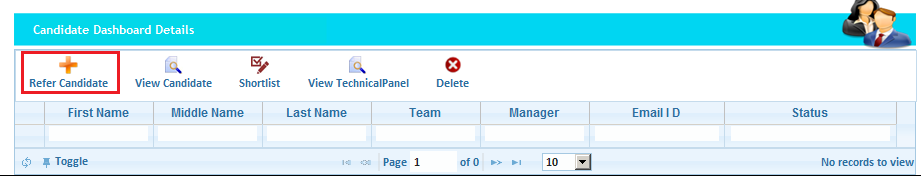 Candidate Dashboard Details
Refer Candidate View Candidate Shortlist View TechnicalPanel Delete
First Name Middle Name Last Name Team Manager Email I D Status
Toggle Page 1 of 0 10 No records to view